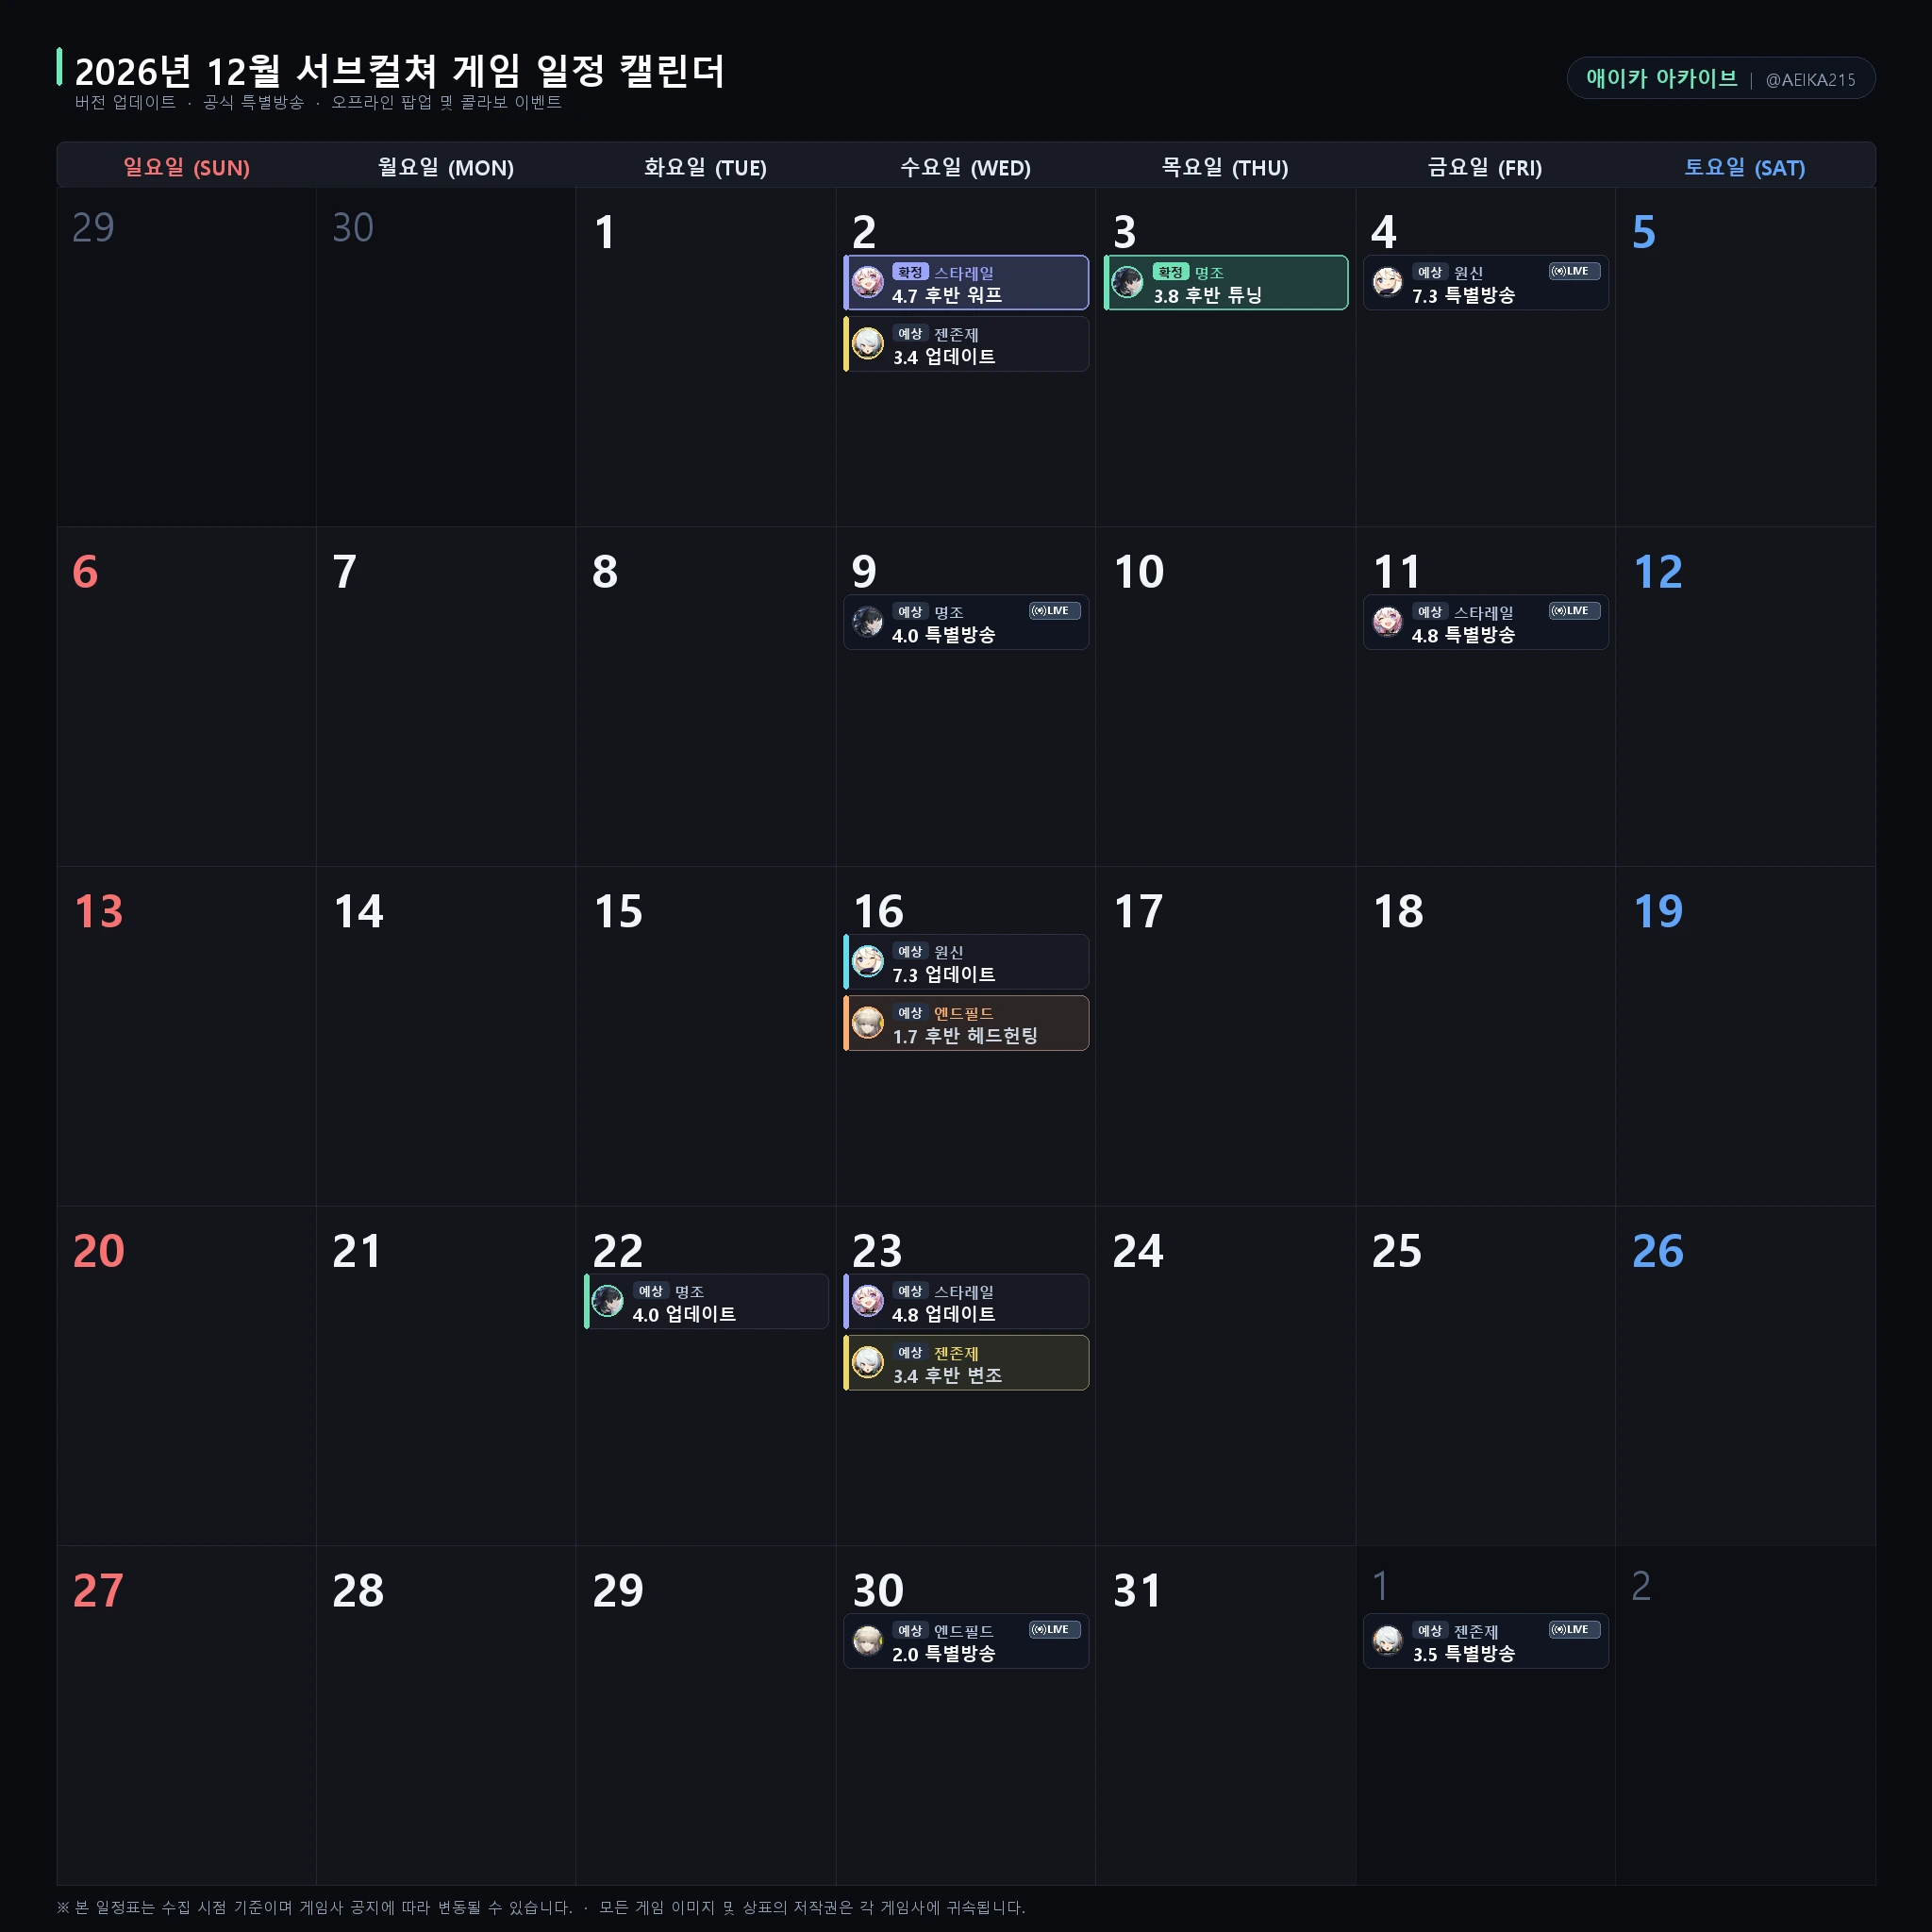 2026년 12월 서브컬쳐 게임 일정 캘린더
버전 업데이트 · 공식 특별방송 · 오프라인 팝업 및 콜라보 이벤트
애이카 아카이브 | @AEIKA215
일요일 (SUN) 월요일 (MON) 화요일 (TUE) 수요일 (WED) 목요일 (THU) 금요일 (FRI) 토요일 (SAT)
29
30
1
2
확정 스타레일
4.7 후반 워프
예상 젠존제
3.4 업데이트
3
확정 명조
3.8 후반 튜닝
4
예상 원신 LIVE
7.3 특별방송
5
6
7
8
9
예상 명조 LIVE
4.0 특별방송
10
11
예상 스타레일 LIVE
4.8 특별방송
12
13
14
15
16
예상 원신
7.3 업데이트
예상 엔드필드
1.7 후반 헤드헌팅
17
18
19
20
21
22
예상 명조
4.0 업데이트
23
예상 스타레일
4.8 업데이트
예상 젠존제
3.4 후반 변조
24
25
26
27
28
29
30
예상 엔드필드 LIVE
2.0 특별방송
31
1
예상 젠존제 LIVE
3.5 특별방송
2
※ 본 일정표는 수집 시점 기준이며 게임사 공지에 따라 변동될 수 있습니다. · 모든 게임 이미지 및 상표의 저작권은 각 게임사에 귀속됩니다.